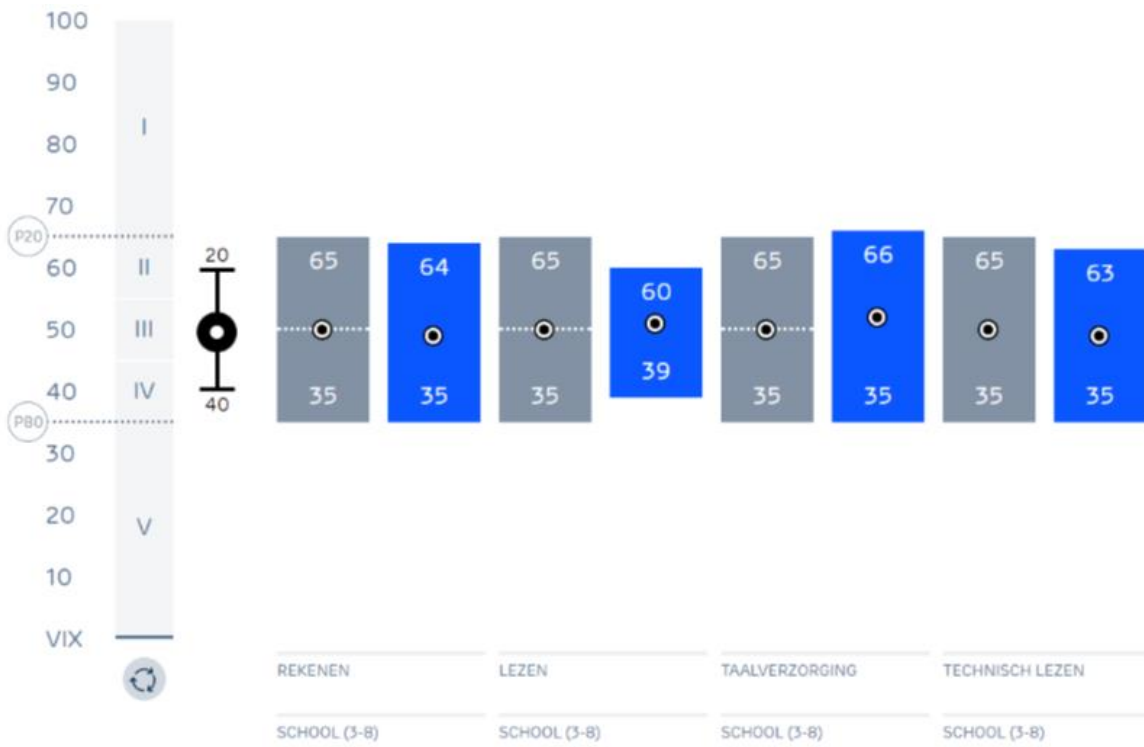 100
90
80
70
P20
60
50
40
P80
30
20
10
VIX
I
II
III
IV
V
20
40
65
35
64
35
65
35
60
39
65
35
66
35
65
35
63
35
REKENEN
LEZEN
TAALVERZORGING
TECHNISCH LEZEN
SCHOOL (3-8)
SCHOOL (3-8)
SCHOOL (3-8)
SCHOOL (3-8)